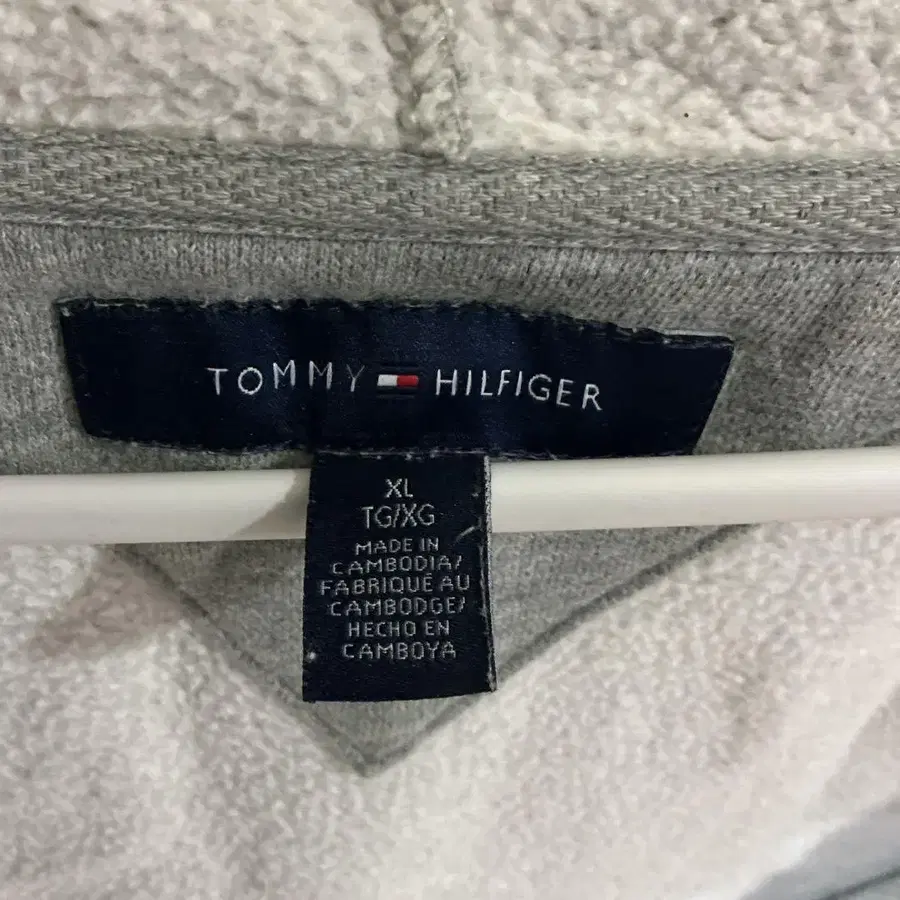 TOMMY HILFIGER
XL
TG/XG
MADE IN
CAMBODIA/
FABRIQUÉ AU
CAMBODGE/
HECHO EN
CAMBOYA